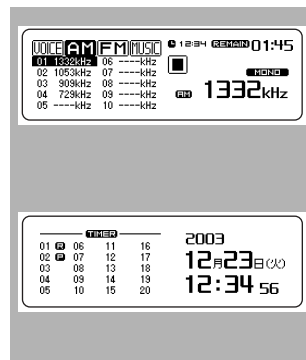 VOICE AM FM MUSIC 12:34 REMAIN 01:45
01 1332kHz 06 ----kHz
02 1053kHz 07 ----kHz
03 909kHz 08 ----kHz
04 729kHz 09 ----kHz
05 ----kHz 10 ----kHz
MONO
AM 1332kHz
TIMER
01 R 06 11 16
02 P 07 12 17
03 08 13 18
04 09 14 19
05 10 15 20
2003
12月23日(火)
12:34 56